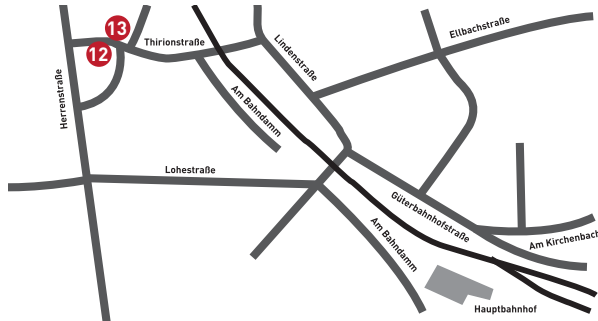 13
12
Thirionstraße
Ellbachstraße
Lindenstraße
Herrenstraße
Am Bahndamm
Lohestraße
Güterbahnhofstraße
Am Bahndamm
Am Kirchenbach
Hauptbahnhof